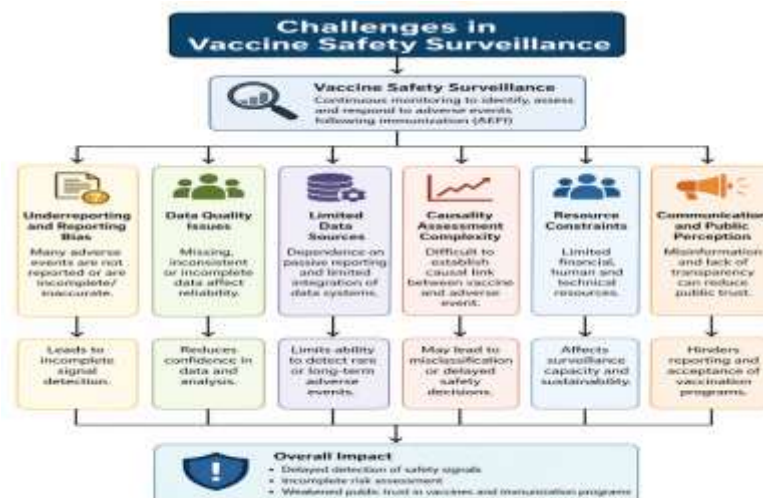 Challenges in
Vaccine Safety Surveillance
Vaccine Safety Surveillance
Continuous monitoring to identify, assess
and respond to adverse events
following immunization (AEFI)
Underreporting
and Reporting
Bias
Many adverse
events are not
reported or are
incomplete/
inaccurate.
Data Quality
Issues
Missing,
inconsistent
or incomplete
data affect
reliability.
Limited
Data
Sources
Dependence on
passive reporting
and limited
integration of
data systems.
Causality
Assessment
Complexity
Difficult to
establish
causal link
between vaccine
and adverse
event.
Resource
Constraints
Limited
financial,
human and
technical
resources.
Communication
and Public
Perception
Misinformation
and lack of
transparency
can reduce
public trust.
Leads to
incomplete
signal
detection.
Reduces
confidence in
data and
analysis.
Limits ability
to detect rare
or long-term
adverse
events.
May lead to
misclassification
or delayed
safety
decisions.
Affects
surveillance
capacity and
sustainability.
Hinders
reporting and
acceptance of
vaccination
programs.
Overall Impact
• Delayed detection of safety signals
• Incomplete risk assessment
• Weakened public trust in vaccines and immunization programs